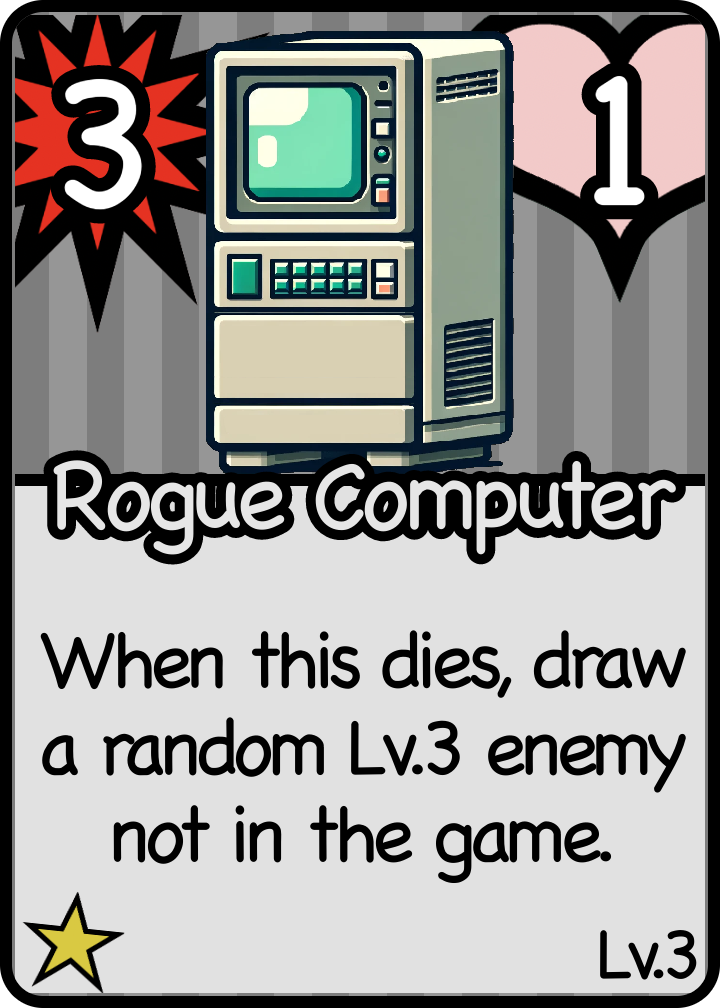 3
1
Rogue Computer
When this dies, draw
a random Lv.3 enemy
not in the game.
Lv.3